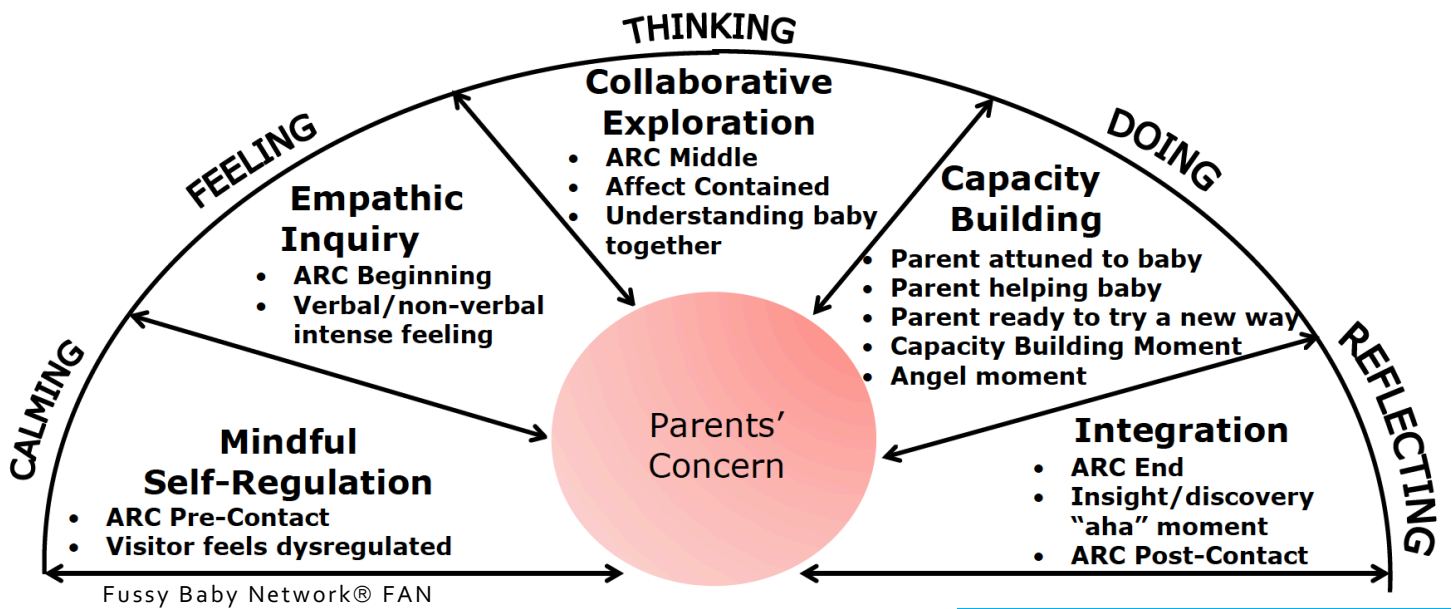 THINKING
FEELING
DOING
CALMING
REFLECTING
Collaborative
Exploration
• ARC Middle
• Affect Contained
• Understanding baby
together
Empathic
Inquiry
• ARC Beginning
• Verbal/non-verbal
intense feeling
Capacity
Building
• Parent attuned to baby
• Parent helping baby
• Parent ready to try a new way
• Capacity Building Moment
• Angel moment
Mindful
Self-Regulation
• ARC Pre-Contact
• Visitor feels dysregulated
Parents’
Concern
Integration
• ARC End
• Insight/discovery
“aha” moment
• ARC Post-Contact
Fussy Baby Network® FAN